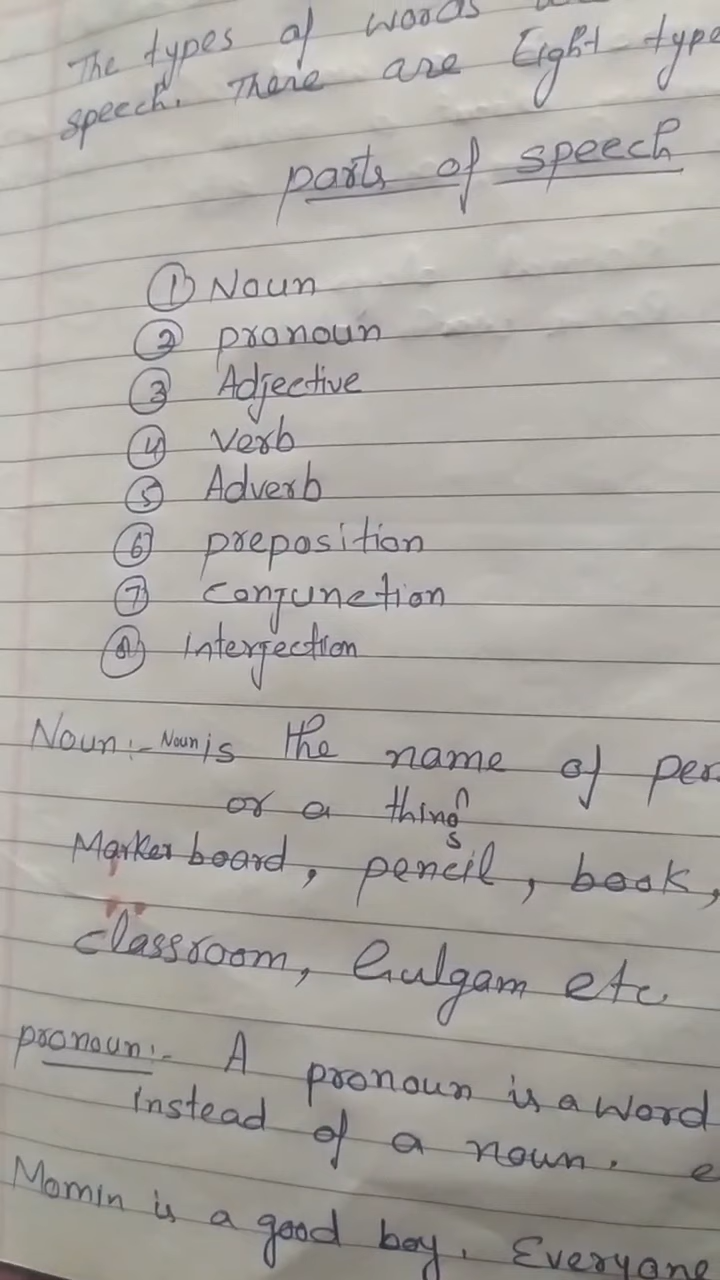 The types of words
speech. There are Eight type
parts of speech
① Noun
② pronoun
③ Adjective
④ verb
⑤ Adverb
⑥ preposition
⑦ conjunction
⑧ Interjection
Noun:- Noun is the name of per
or a thing
s
Marker board, pencil, book,
classroom, Gulgam etc.
pronoun:- A pronoun is a word
instead of a noun. e
Momin is a good boy. Everyone